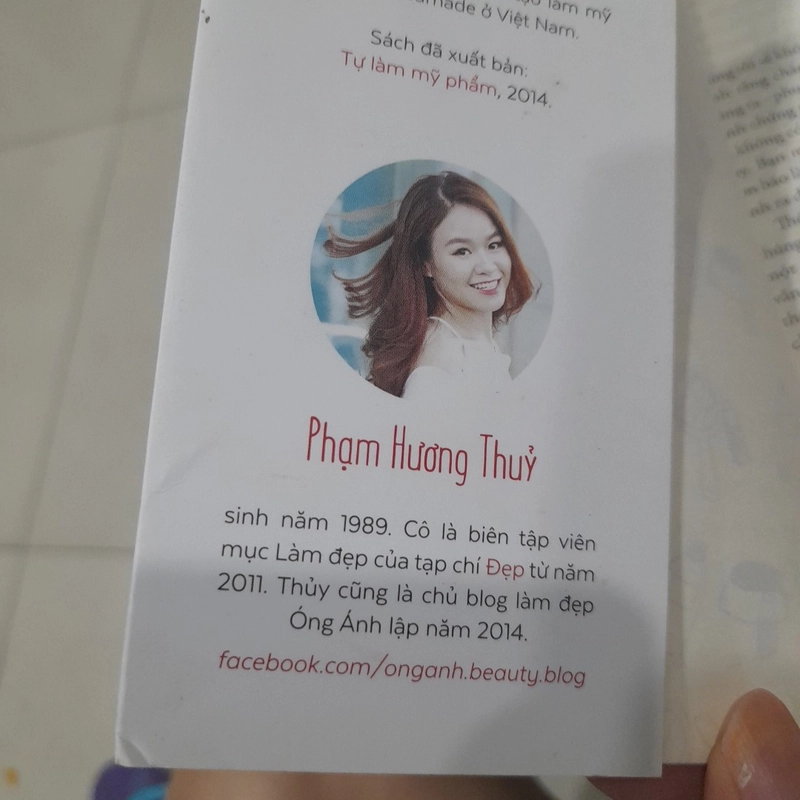 làm mỹ
ở Việt Nam.
Sách đã xuất bản:
Tự làm mỹ phẩm, 2014.
Phạm Hương Thuỷ
sinh năm 1989. Cô là biên tập viên
mục Làm đẹp của tạp chí Đẹp từ năm
2011. Thủy cũng là chủ blog làm đẹp
Óng Ánh lập năm 2014.
facebook.com/onganh.beauty.blog